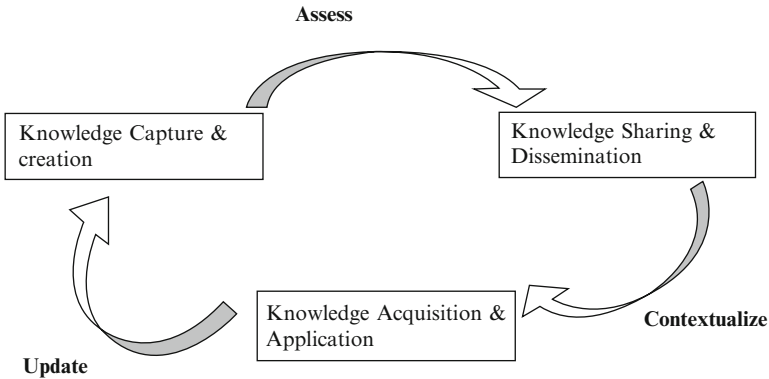 Assess
Knowledge Capture &
creation
Knowledge Sharing &
Dissemination
Knowledge Acquisition &
Application
Contextualize
Update